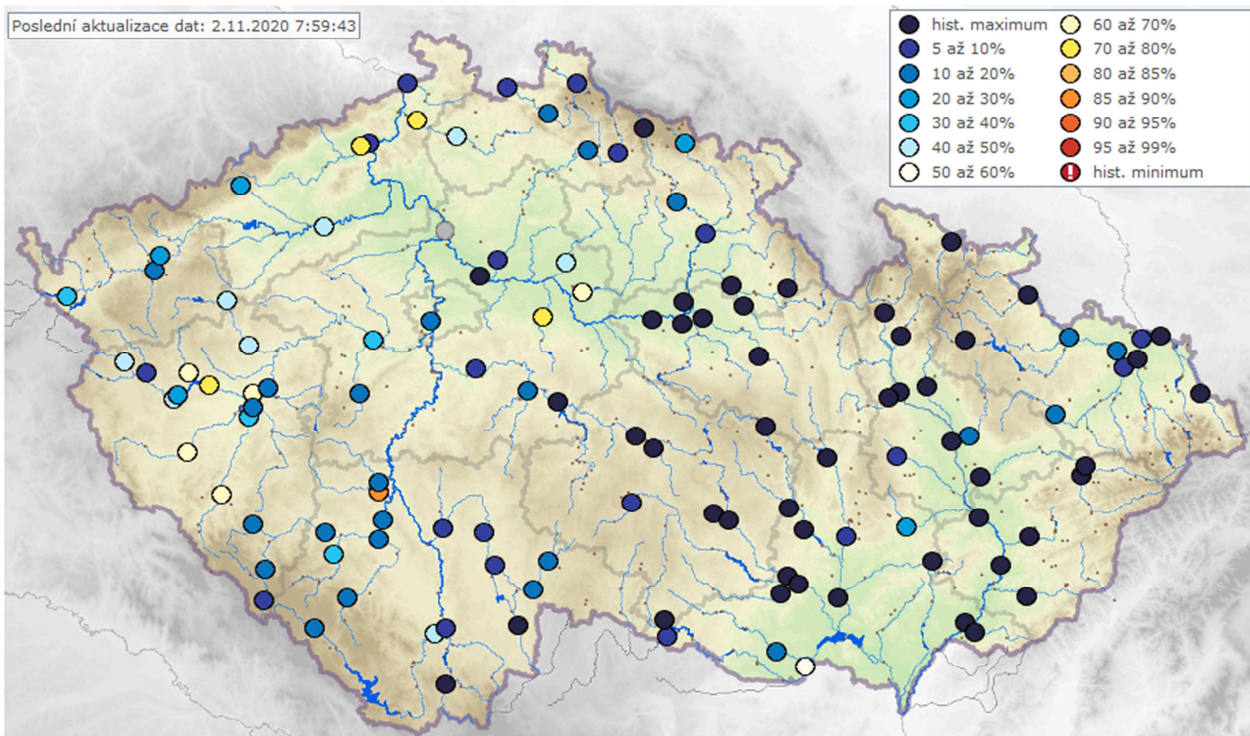 Poslední aktualizace dat: 2.11.2020 7:59:43
hist. maximum
5 až 10%
10 až 20%
20 až 30%
30 až 40%
40 až 50%
50 až 60%
60 až 70%
70 až 80%
80 až 85%
85 až 90%
90 až 95%
95 až 99%
! hist. minimum